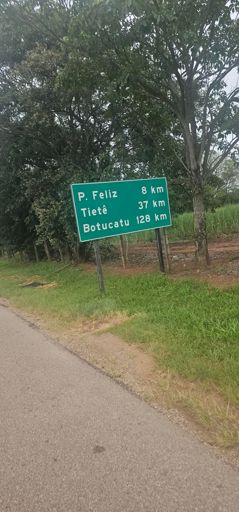 P. Feliz 8 km
Tietê 37 km
Botucatu 128 km